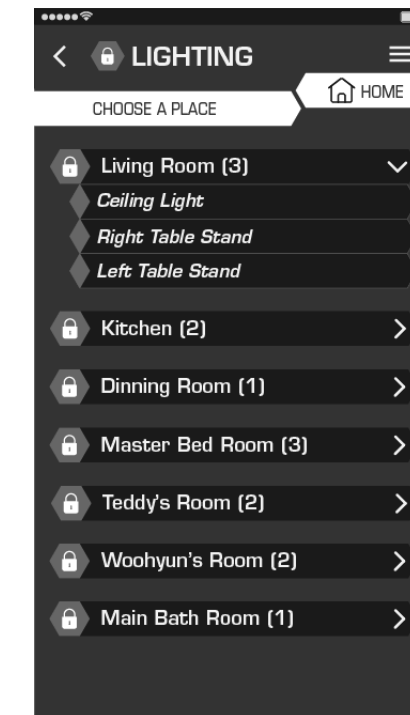 LIGHTING
HOME
CHOOSE A PLACE
Living Room (3)
Ceiling Light
Right Table Stand
Left Table Stand
Kitchen (2)
Dinning Room (1)
Master Bed Room (3)
Teddy's Room (2)
Woohyun's Room (2)
Main Bath Room (1)